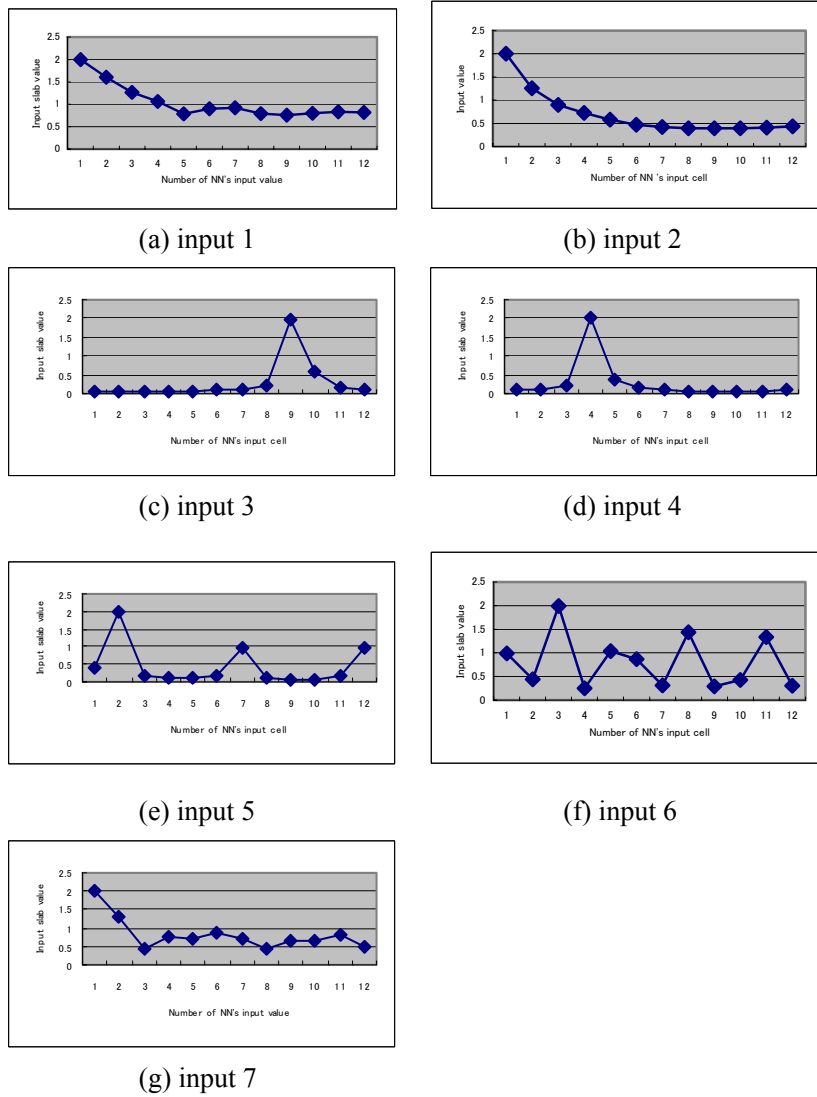 2.5
2
1.5
1
0.5
0
Input slab value
1 2 3 4 5 6 7 8 9 10 11 12
Number of NN's input value
(a) input 1
2.5
2
1.5
1
0.5
0
Input value
1 2 3 4 5 6 7 8 9 10 11 12
Number of NN 's input cell
(b) input 2
2.5
2
1.5
1
0.5
0
Input slab value
1 2 3 4 5 6 7 8 9 10 11 12
Number of NN's input cell
(c) input 3
2.5
2
1.5
1
0.5
0
Input slab value
1 2 3 4 5 6 7 8 9 10 11 12
Number of NN's input cell
(d) input 4
2.5
2
1.5
1
0.5
0
Input salab value
1 2 3 4 5 6 7 8 9 10 11 12
Number of NN's input cell
(e) input 5
2.5
2
1.5
1
0.5
0
Input slab value
1 2 3 4 5 6 7 8 9 10 11 12
Number of NN's input cell
(f) input 6
2.5
2
1.5
1
0.5
0
Input slab value
1 2 3 4 5 6 7 8 9 10 11 12
Number of NN's input value
(g) input 7